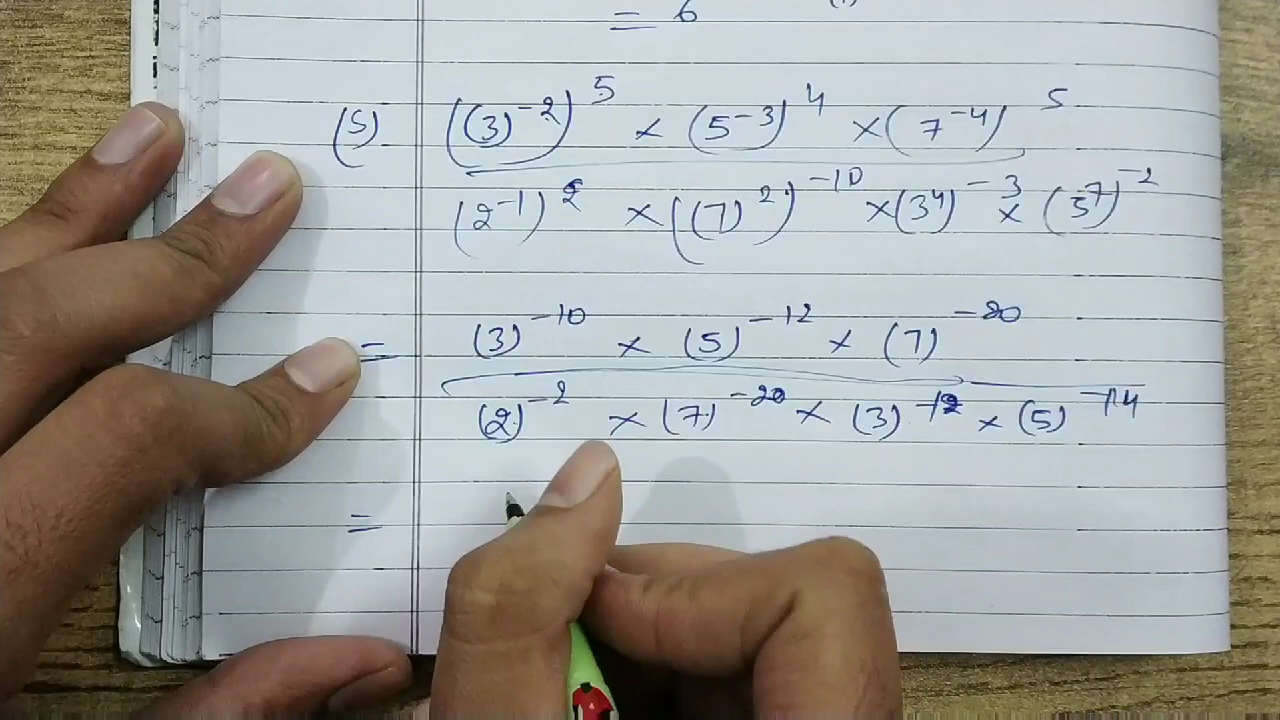 = 6
(5) ((3)^-2)^5 × (5^-3)^4 × (7^-4)^5
(2^-1)^2 × ((7)^2)^-10 × (3^4)^-3 × (5^7)^-2
= (3)^-10 × (5)^-12 × (7)^-20
(2)^-2 × (7)^-20 × (3)^-12 × (5)^-14
=